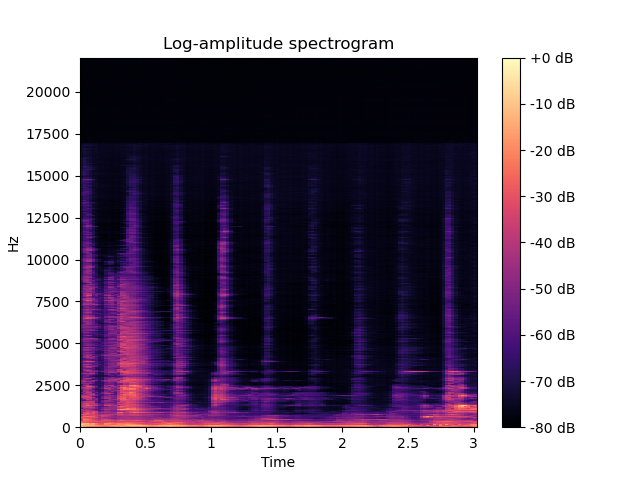 Log-amplitude spectrogram
Hz
20000
17500
15000
12500
10000
7500
5000
2500
0
0 0.5 1 1.5 2 2.5 3
Time
+0 dB
-10 dB
-20 dB
-30 dB
-40 dB
-50 dB
-60 dB
-70 dB
-80 dB